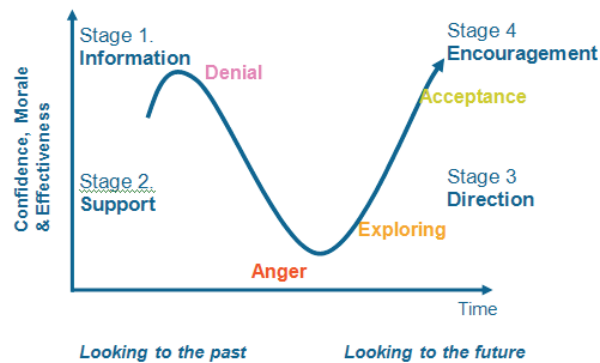 Stage 1.
Information
Denial
Stage 4
Encouragement
Acceptance
Confidence, Morale
& Effectiveness
Stage 2.
Support
Stage 3
Direction
Exploring
Anger
Time
Looking to the past
Looking to the future